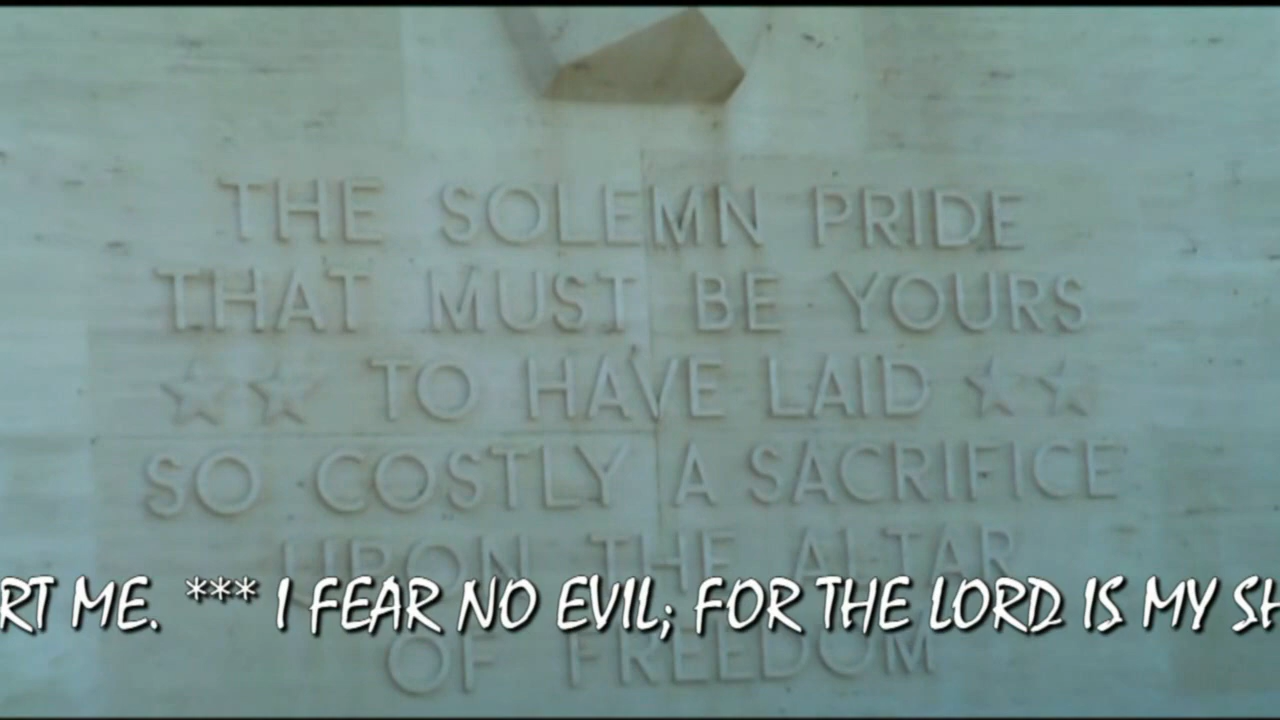 THE SOLEMN PRIDE
THAT MUST BE YOURS
TO HAVE LAID
SO COSTLY A SACRIFICE
UPON THE ALTAR
RT ME. *** I FEAR NO EVIL; FOR THE LORD IS MY SH
OF FREEDOM